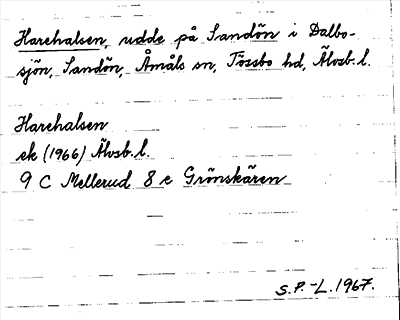 Harehalsen, udde på Sandön i Dalbo-
sjön, Sandön, Åmåls sn, Tössbo hd, Älvsb. l.
Harehalsen
ek (1966) Älvsb. l.
9 C Mellerud 8 e Grönskären
S.P.-L. 1967.